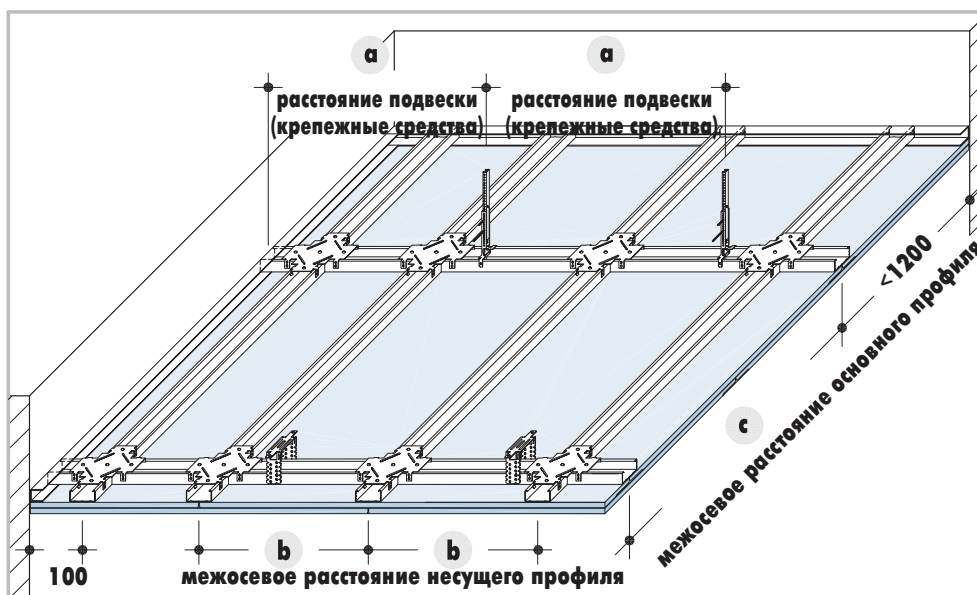 a
a
расстояние подвески
(крепежные средства)
расстояние подвески
(крепежные средства)
<1200
межосевое расстояние основного профиля
c
b
b
100
межосевое расстояние несущего профиля